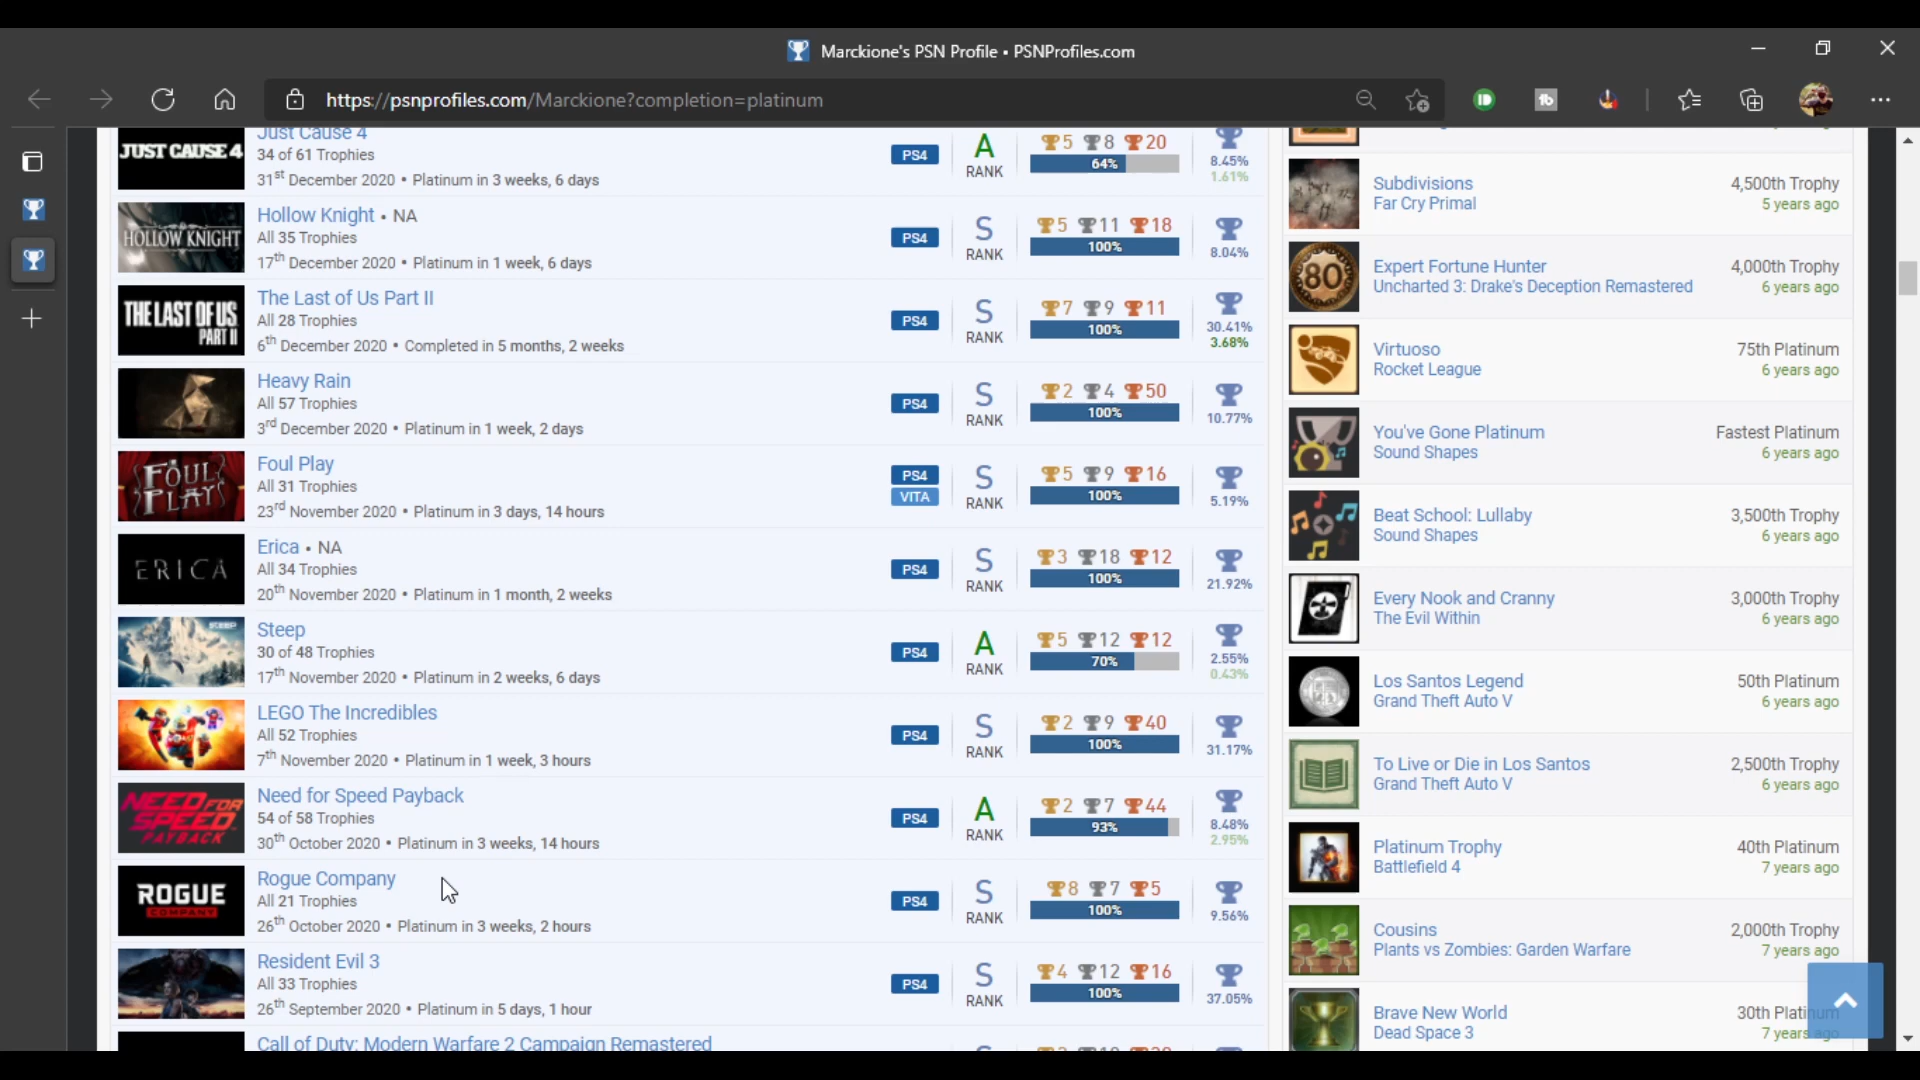 Marckione's PSN Profile • PSNProfiles.com
https://psnprofiles.com/Marckione?completion=platinum
JUST CAUSE 4
Just Cause 4
34 of 61 Trophies
31st December 2020 • Platinum in 3 weeks, 6 days
PS4
A
RANK
5 8 20
64%
8.45%
1.61%
HOLLOW KNIGHT
Hollow Knight • NA
All 35 Trophies
17th December 2020 • Platinum in 1 week, 6 days
PS4
S
RANK
5 11 18
100%
8.04%
THE LAST OF US
PART II
The Last of Us Part II
All 28 Trophies
6th December 2020 • Completed in 5 months, 2 weeks
PS4
S
RANK
7 9 11
100%
30.41%
3.68%
Heavy Rain
All 57 Trophies
3rd December 2020 • Platinum in 1 week, 2 days
PS4
S
RANK
2 4 50
100%
10.77%
FOUL
PLAY
Foul Play
All 31 Trophies
23rd November 2020 • Platinum in 3 days, 14 hours
PS4
VITA
S
RANK
5 9 16
100%
5.19%
ERICA
Erica • NA
All 34 Trophies
20th November 2020 • Platinum in 1 month, 2 weeks
PS4
S
RANK
3 18 12
100%
21.92%
STEEP
Steep
30 of 48 Trophies
17th November 2020 • Platinum in 2 weeks, 6 days
PS4
A
RANK
5 12 12
70%
2.55%
0.43%
LEGO The Incredibles
All 52 Trophies
7th November 2020 • Platinum in 1 week, 3 hours
PS4
S
RANK
2 9 40
100%
31.17%
NEED FOR
SPEED
PAYBACK
Need for Speed Payback
54 of 58 Trophies
30th October 2020 • Platinum in 3 weeks, 14 hours
PS4
A
RANK
2 7 44
93%
8.48%
2.95%
ROGUE
COMPANY
Rogue Company
All 21 Trophies
26th October 2020 • Platinum in 3 weeks, 2 hours
PS4
S
RANK
8 7 5
100%
9.56%
Resident Evil 3
All 33 Trophies
26th September 2020 • Platinum in 5 days, 1 hour
PS4
S
RANK
4 12 16
100%
37.05%
Call of Duty: Modern Warfare 2 Campaign Remastered
Subdivisions
Far Cry Primal
4,500th Trophy
5 years ago
80
Expert Fortune Hunter
Uncharted 3: Drake's Deception Remastered
4,000th Trophy
6 years ago
Virtuoso
Rocket League
75th Platinum
6 years ago
You've Gone Platinum
Sound Shapes
Fastest Platinum
6 years ago
Beat School: Lullaby
Sound Shapes
3,500th Trophy
6 years ago
Every Nook and Cranny
The Evil Within
3,000th Trophy
6 years ago
Los Santos Legend
Grand Theft Auto V
50th Platinum
6 years ago
To Live or Die in Los Santos
Grand Theft Auto V
2,500th Trophy
6 years ago
Platinum Trophy
Battlefield 4
40th Platinum
7 years ago
Cousins
Plants vs Zombies: Garden Warfare
2,000th Trophy
7 years ago
Brave New World
Dead Space 3
30th Platinum
7 years ago